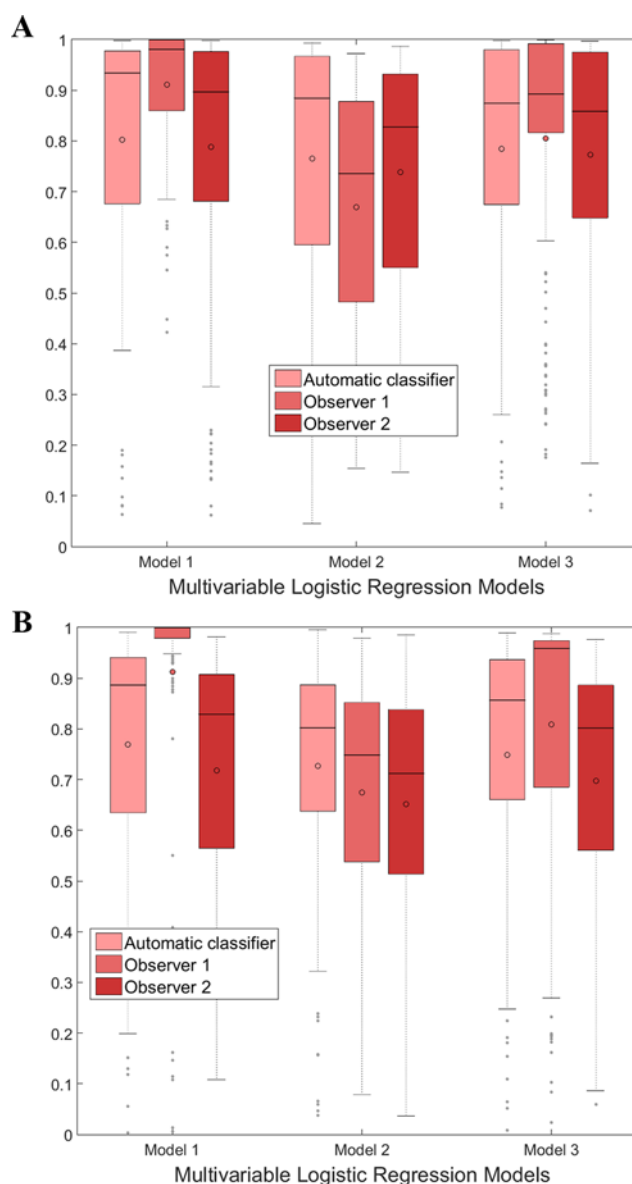 A
1
0.9
0.8
0.7
0.6
0.5
0.4
0.3
0.2
0.1
0
Automatic classifier
Observer 1
Observer 2
Model 1 Model 2 Model 3
Multivariable Logistic Regression Models
B
1
0.9
0.8
0.7
0.6
0.5
0.4
0.3
0.2
0.1
0
Automatic classifier
Observer 1
Observer 2
Model 1 Model 2 Model 3
Multivariable Logistic Regression Models